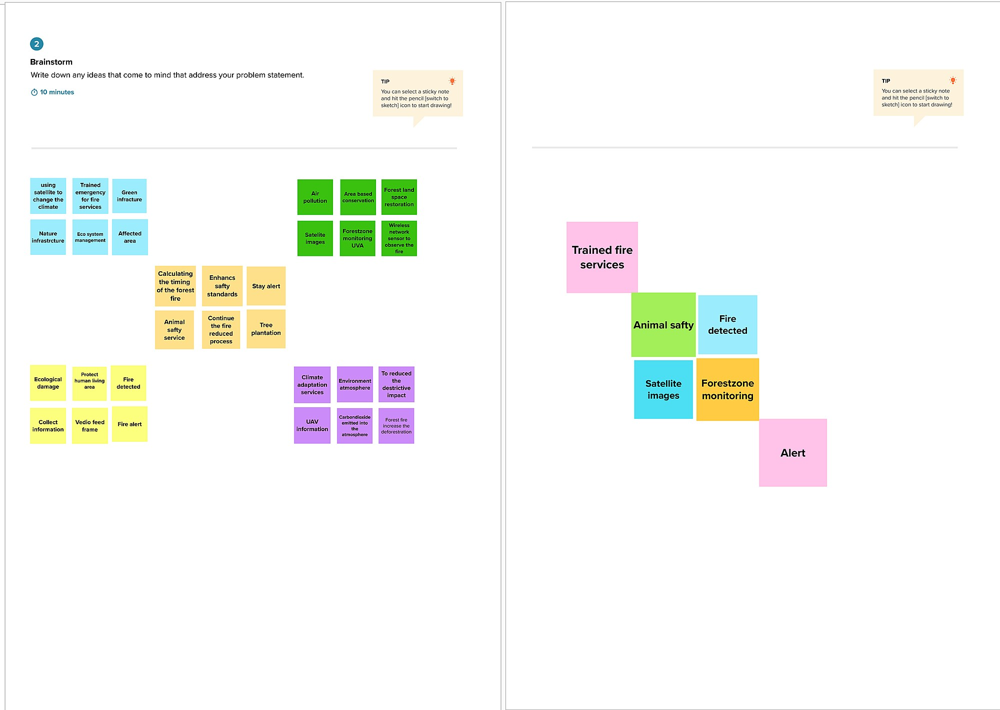 2
Brainstorm
Write down any ideas that come to mind that address your problem statement.
10 minutes
TIP
You can select a sticky note
and hit the pencil [switch to
sketch] icon to start drawing!
using
satellite to
change the
climate
Trained
emergency
for fire
services
Green
infracture
Nature
infrastrcture
Eco system
management
Affected
area
Air
pollution
Area based
conservation
Forest land
space
restoration
Satelite
images
Forestzone
monitoring
UVA
Wireless
network
sensor to
observe the
fire
Calculating
the timing
of the forest
fire
Enhancs
safty
standards
Stay alert
Animal
safty
service
Continue
the fire
reduced
process
Tree
plantation
Ecological
damage
Protect
human living
area
Fire
detected
Collect
information
Vedio feed
frame
Fire alert
Climate
adaptation
services
Environment
atmosphere
To reduced
the
destrictive
impact
UAV
information
Carbondioxide
emitted into
the
atmosphere
Forest fire
increase the
deforestration
TIP
You can select a sticky note
and hit the pencil [switch to
sketch] icon to start drawing!
Trained fire
services
Animal safty
Fire
detected
Satellite
images
Forestzone
monitoring
Alert